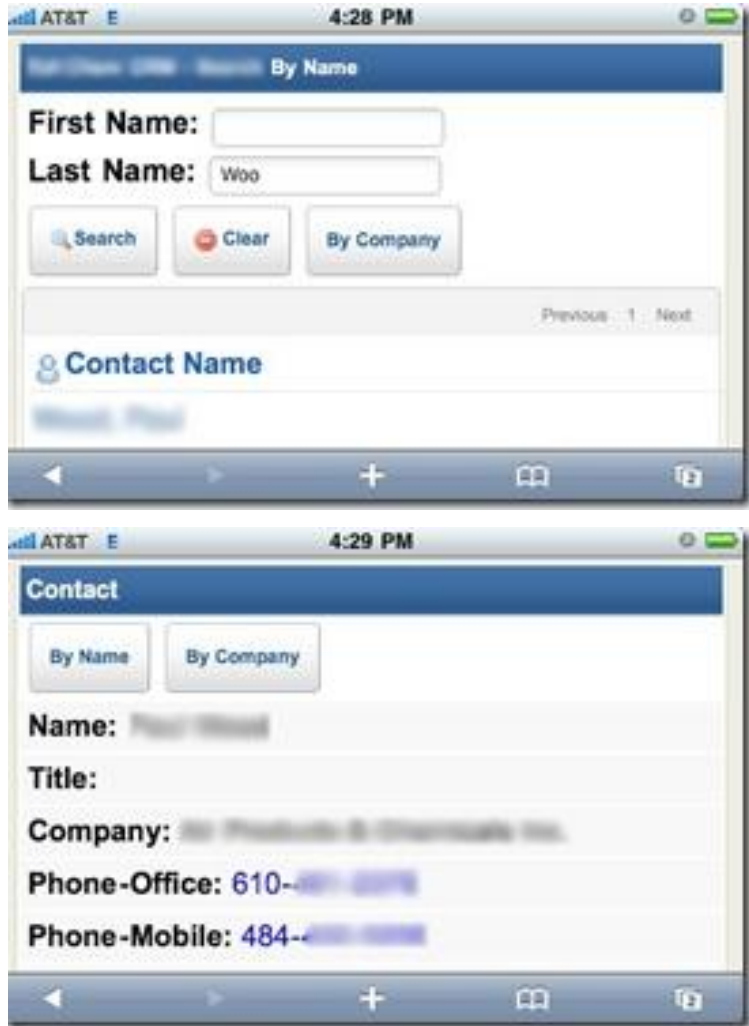 AT&T E 4:28 PM
By Name
First Name:
Last Name: Woo
Search Clear By Company
Previous 1 Next
Contact Name
2
AT&T E 4:29 PM
Contact
By Name By Company
Name:
Title:
Company:
Phone-Office: 610-
Phone-Mobile: 484-
2